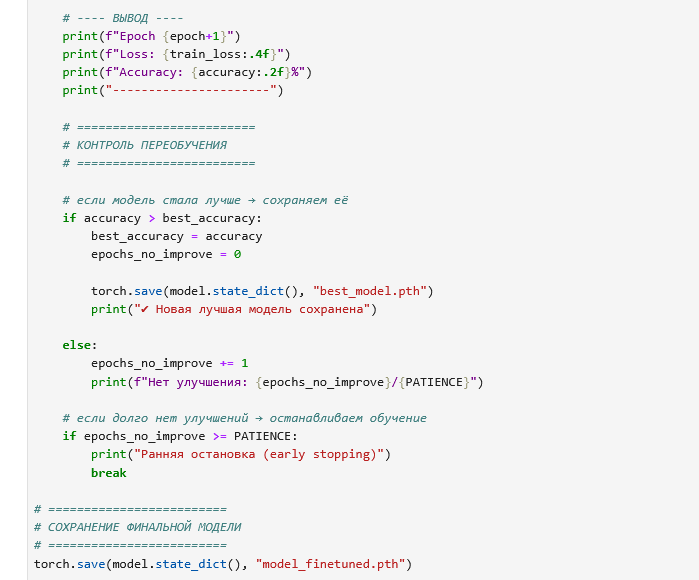 # ---- ВЫВОД ----
print(f"Epoch {epoch+1}")
print(f"Loss: {train_loss:.4f}")
print(f"Accuracy: {accuracy:.2f}%")
print("----------------------")
# =========================
# КОНТРОЛЬ ПЕРЕОБУЧЕНИЯ
# =========================
# если модель стала лучше → сохраняем её
if accuracy > best_accuracy:
best_accuracy = accuracy
epochs_no_improve = 0
torch.save(model.state_dict(), "best_model.pth")
print("✔ Новая лучшая модель сохранена")
else:
epochs_no_improve += 1
print(f"Нет улучшения: {epochs_no_improve}/{PATIENCE}")
# если долго нет улучшений → останавливаем обучение
if epochs_no_improve >= PATIENCE:
print("Ранняя остановка (early stopping)")
break
# =========================
# СОХРАНЕНИЕ ФИНАЛЬНОЙ МОДЕЛИ
# =========================
torch.save(model.state_dict(), "model_finetuned.pth")